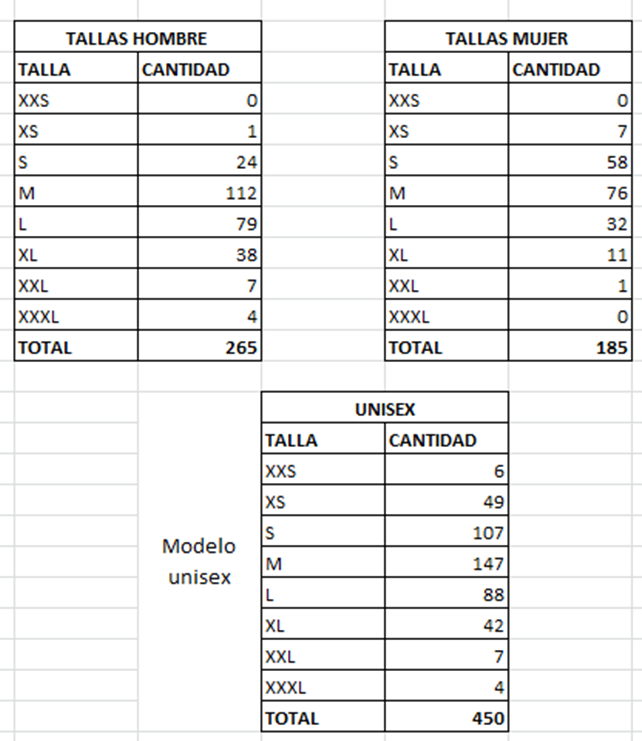 TALLAS HOMBRE
TALLA CANTIDAD
XXS 0
XS 1
S 24
M 112
L 79
XL 38
XXL 7
XXXL 4
TOTAL 265
TALLAS MUJER
TALLA CANTIDAD
XXS 0
XS 7
S 58
M 76
L 32
XL 11
XXL 1
XXXL 0
TOTAL 185
Modelo
unisex
UNISEX
TALLA CANTIDAD
XXS 6
XS 49
S 107
M 147
L 88
XL 42
XXL 7
XXXL 4
TOTAL 450